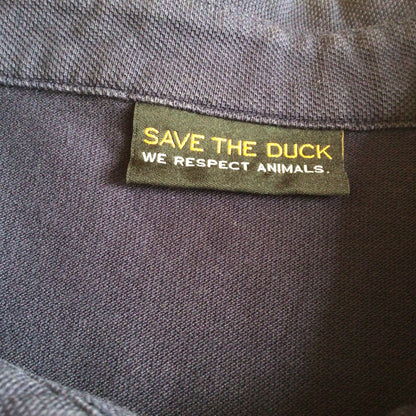 SAVE THE DUCK
WE RESPECT ANIMALS.